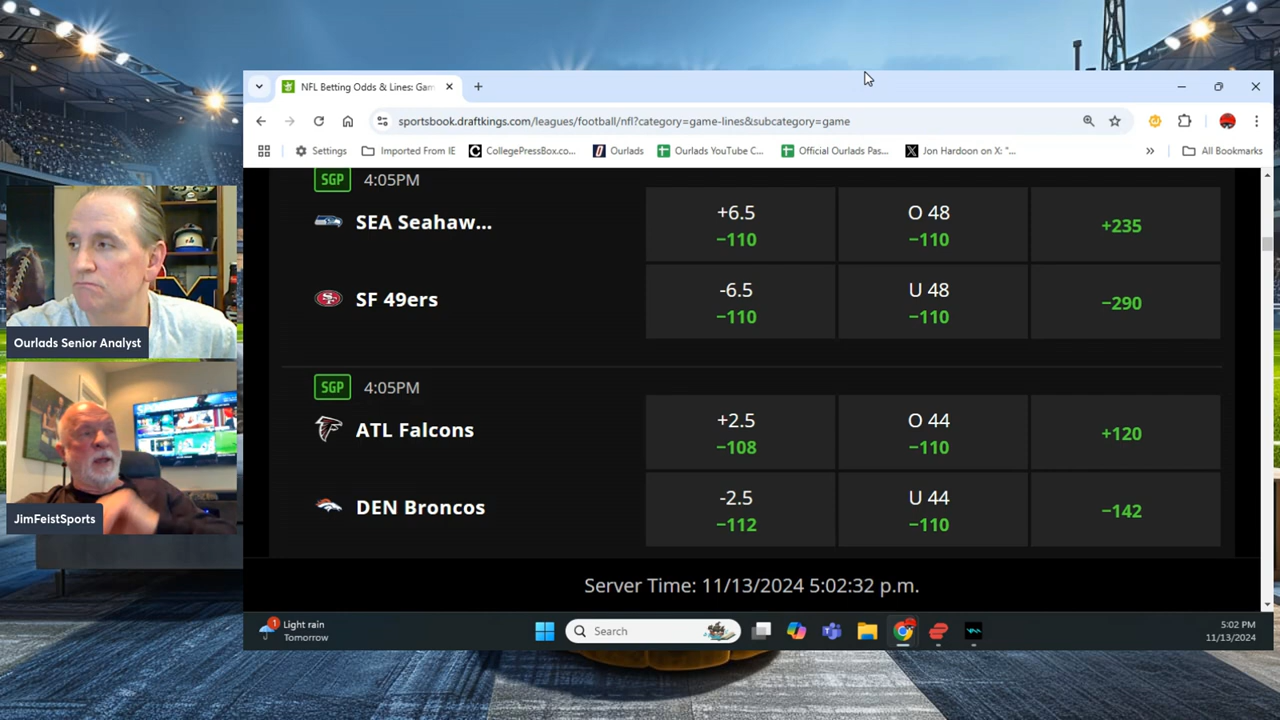 NFL Betting Odds & Lines: Gam
sportsbook.draftkings.com/leagues/football/nfl?category=game-lines&subcategory=game
Settings Imported From IE CollegePressBox.co... Ourlads Ourlads YouTube C... Official Ourlads Pas... Jon Hardoon on X: "... » All Bookmarks
SGP 4:05PM
SEA Seahaw... +6.5 −110 O 48 −110 +235
SF 49ers -6.5 −110 U 48 −110 −290
SGP 4:05PM
ATL Falcons +2.5 −108 O 44 −110 +120
DEN Broncos -2.5 −112 U 44 −110 −142
Server Time: 11/13/2024 5:02:32 p.m.
Ourlads Senior Analyst
JimFeistSports
1 Light rain
Tomorrow
Search
5:02 PM
11/13/2024